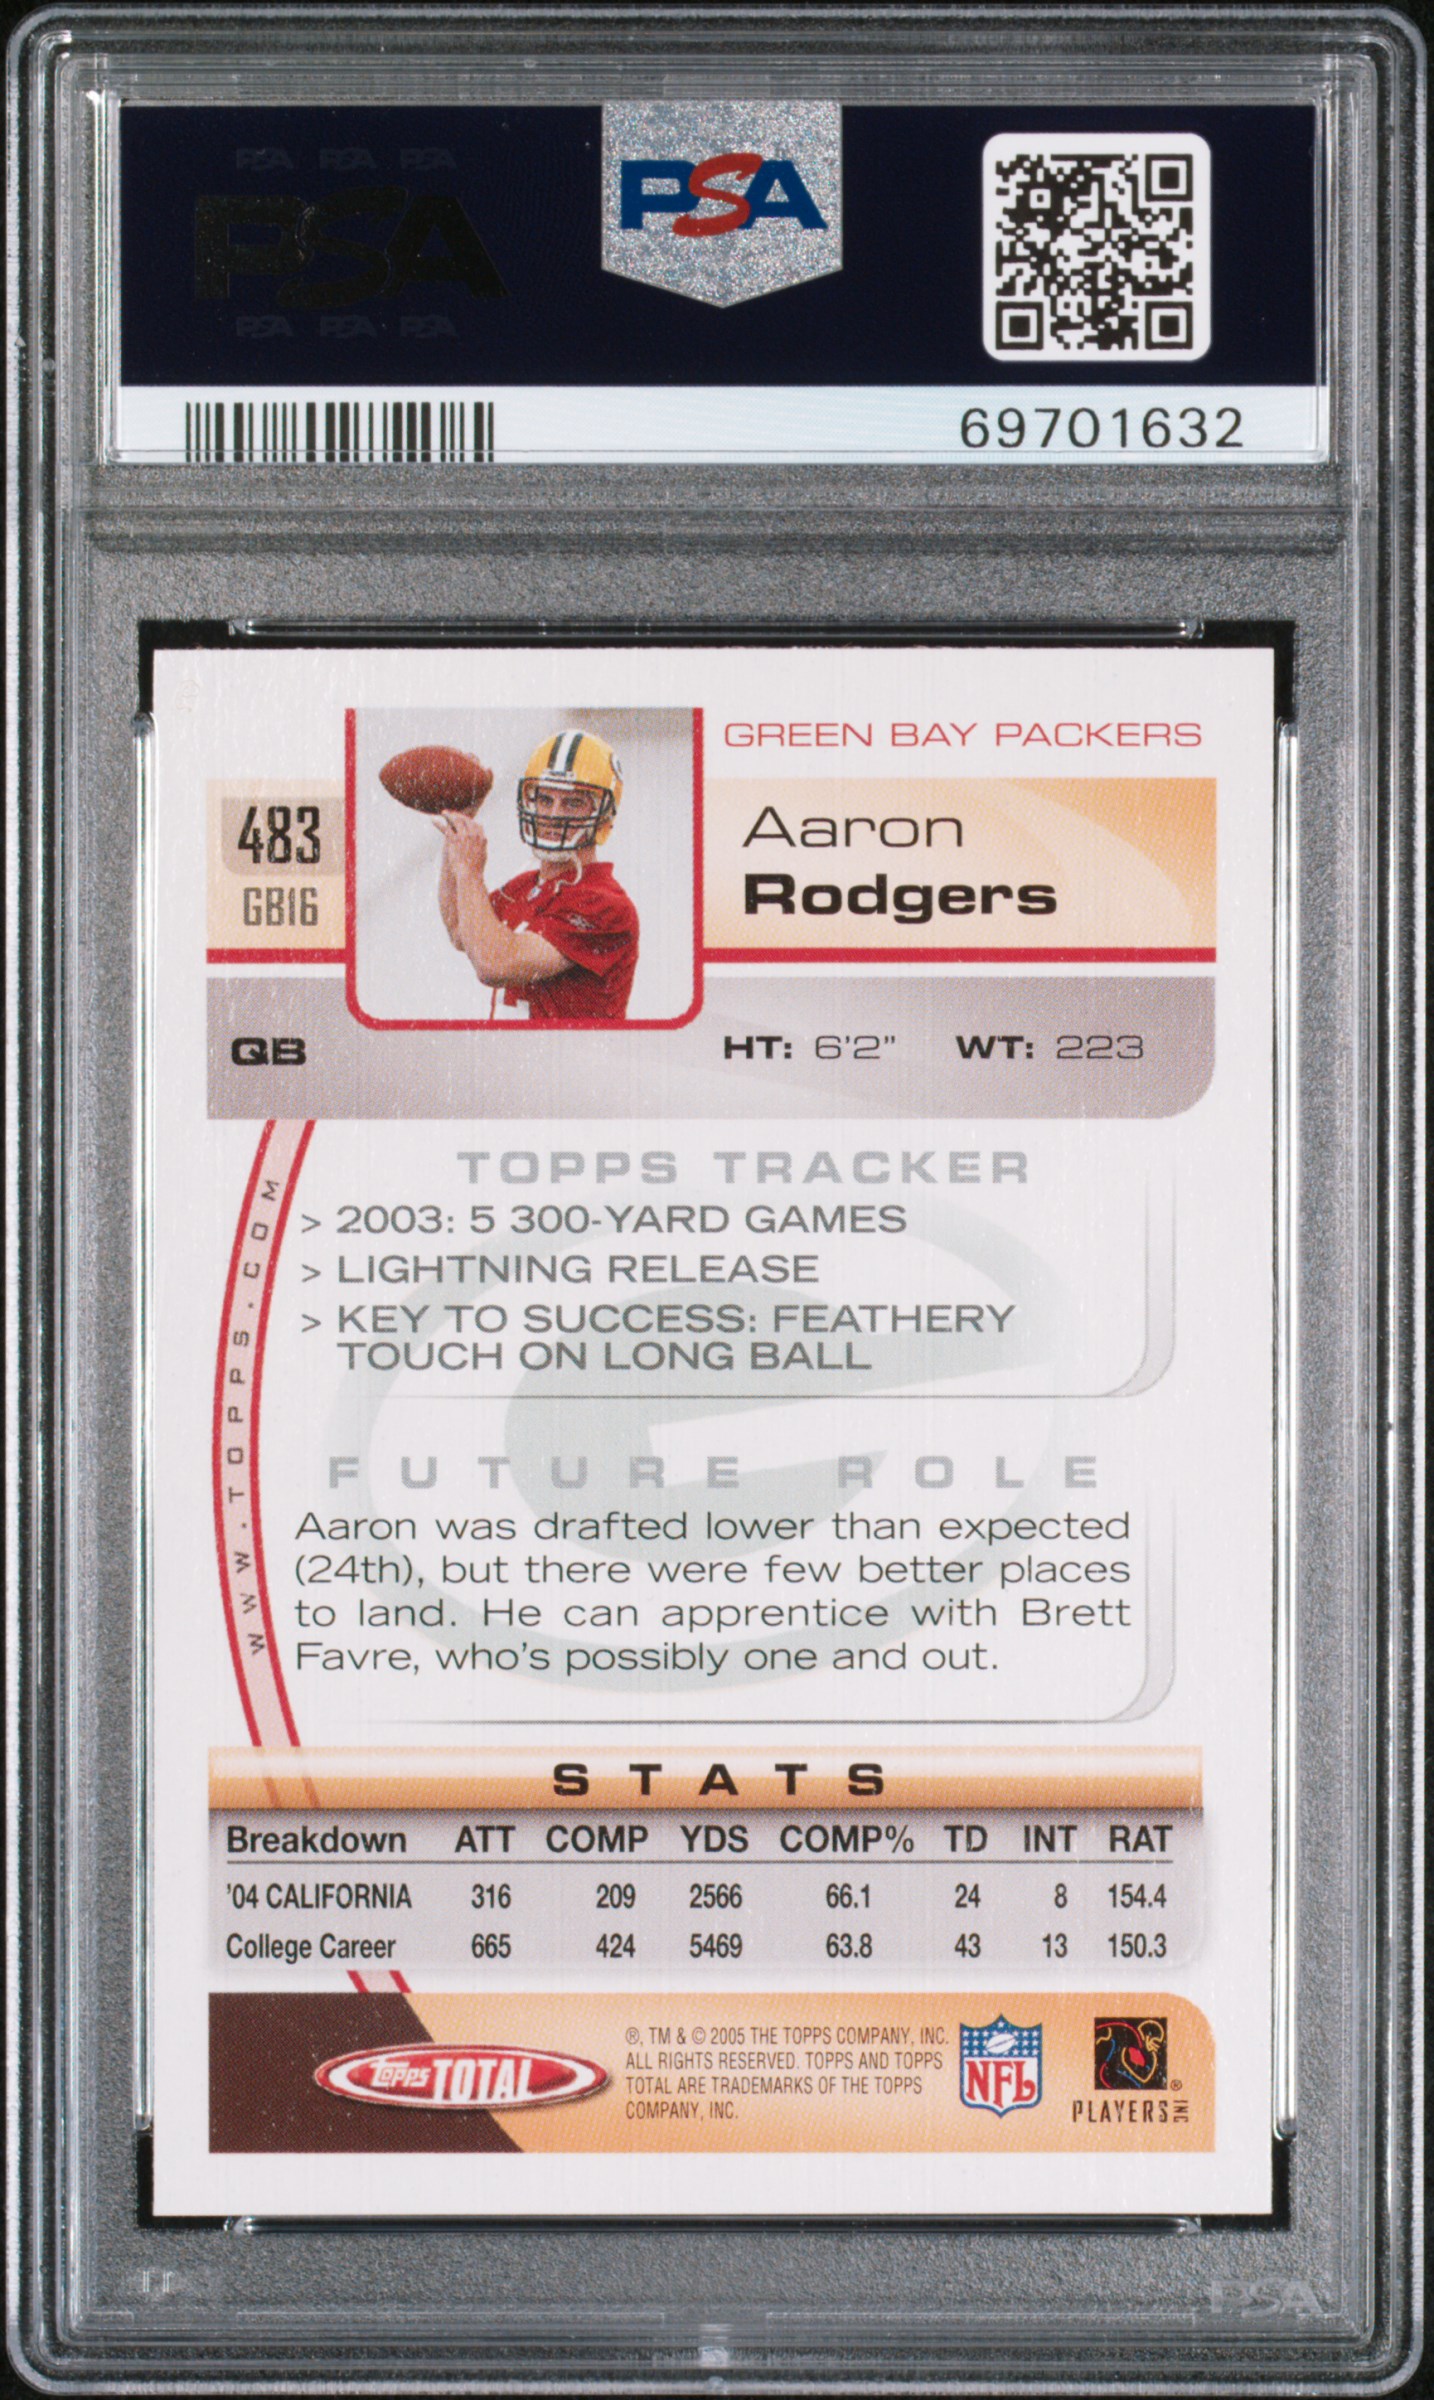 PSA PSA PSA
PSA
PSA PSA PSA
PSA
69701632
GREEN BAY PACKERS
483
GB16
Aaron
Rodgers
QB
HT: 6'2" WT: 223
TOPPS TRACKER
> 2003: 5 300-YARD GAMES
> LIGHTNING RELEASE
> KEY TO SUCCESS: FEATHERY
TOUCH ON LONG BALL
WWW.TOPPS.COM
FUTURE ROLE
Aaron was drafted lower than expected
(24th), but there were few better places
to land. He can apprentice with Brett
Favre, who's possibly one and out.
STATS
Breakdown ATT COMP YDS COMP% TD INT RAT
'04 CALIFORNIA 316 209 2566 66.1 24 8 154.4
College Career 665 424 5469 63.8 43 13 150.3
Topps TOTAL
®, TM & © 2005 THE TOPPS COMPANY, INC.
ALL RIGHTS RESERVED. TOPPS AND TOPPS
TOTAL ARE TRADEMARKS OF THE TOPPS
COMPANY, INC.
NFL
PLAYERS INC ®
PSA